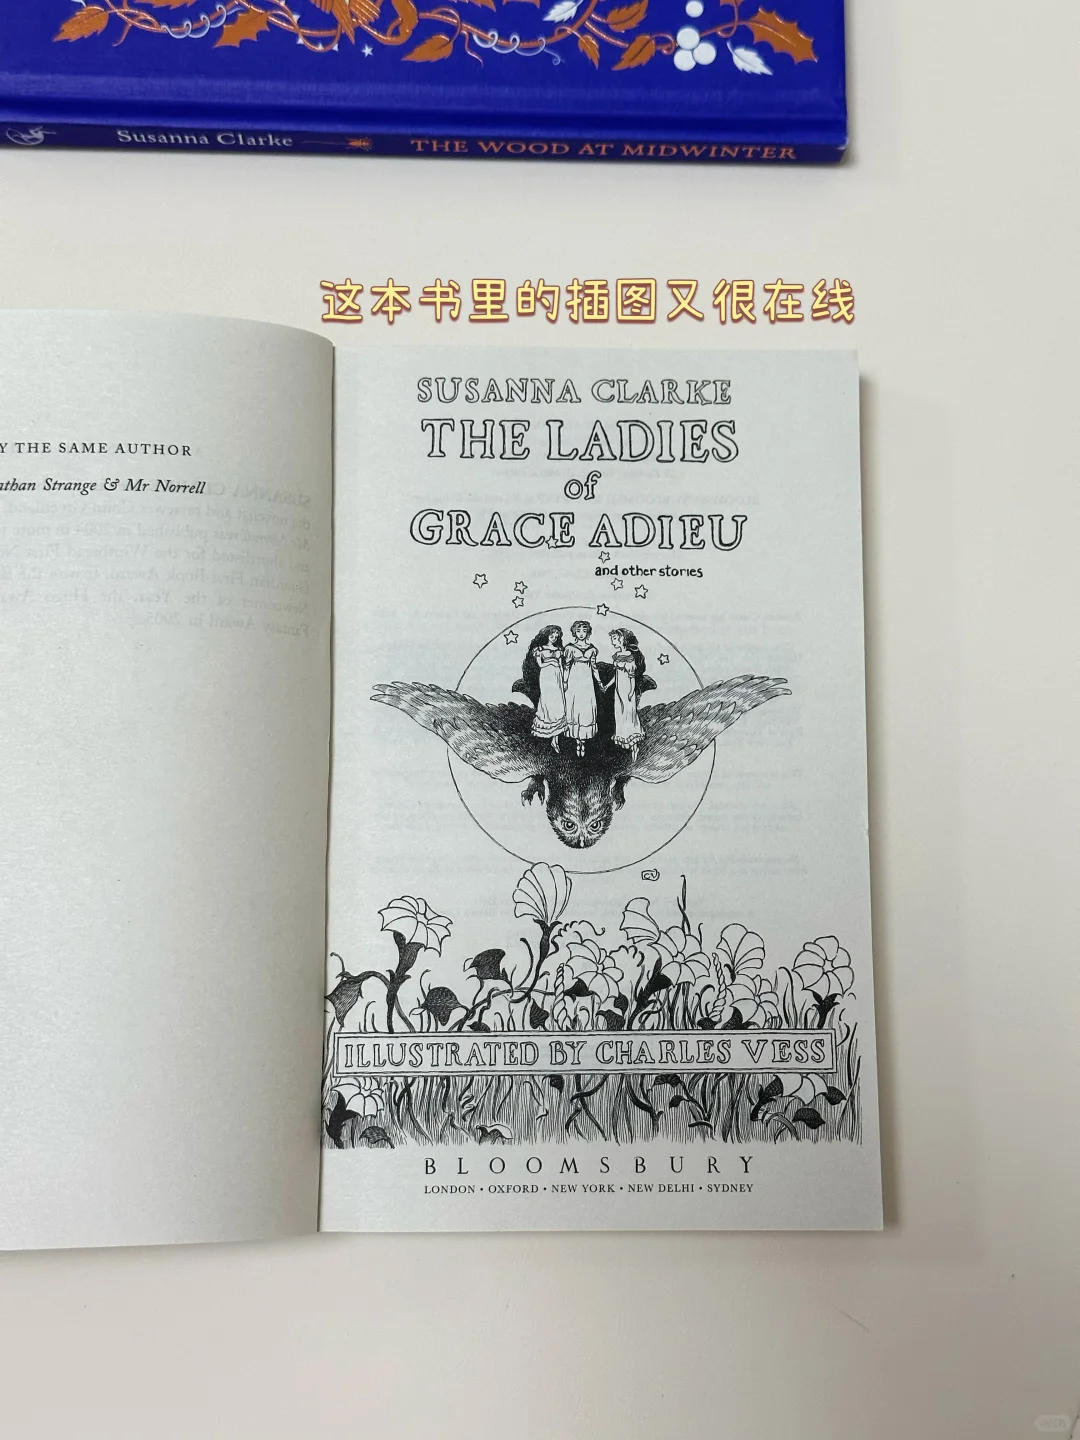 Susanna Clarke THE WOOD AT MIDWINTER
这本书里的插图又很在线
Y THE SAME AUTHOR
athan Strange & Mr Norrell
SUSANNA CLARKE
THE LADIES
of
GRACE ADIEU
and other stories
CV
ILLUSTRATED BY CHARLES VESS
BLOOMSBURY
LONDON • OXFORD • NEW YORK • NEW DELHI • SYDNEY